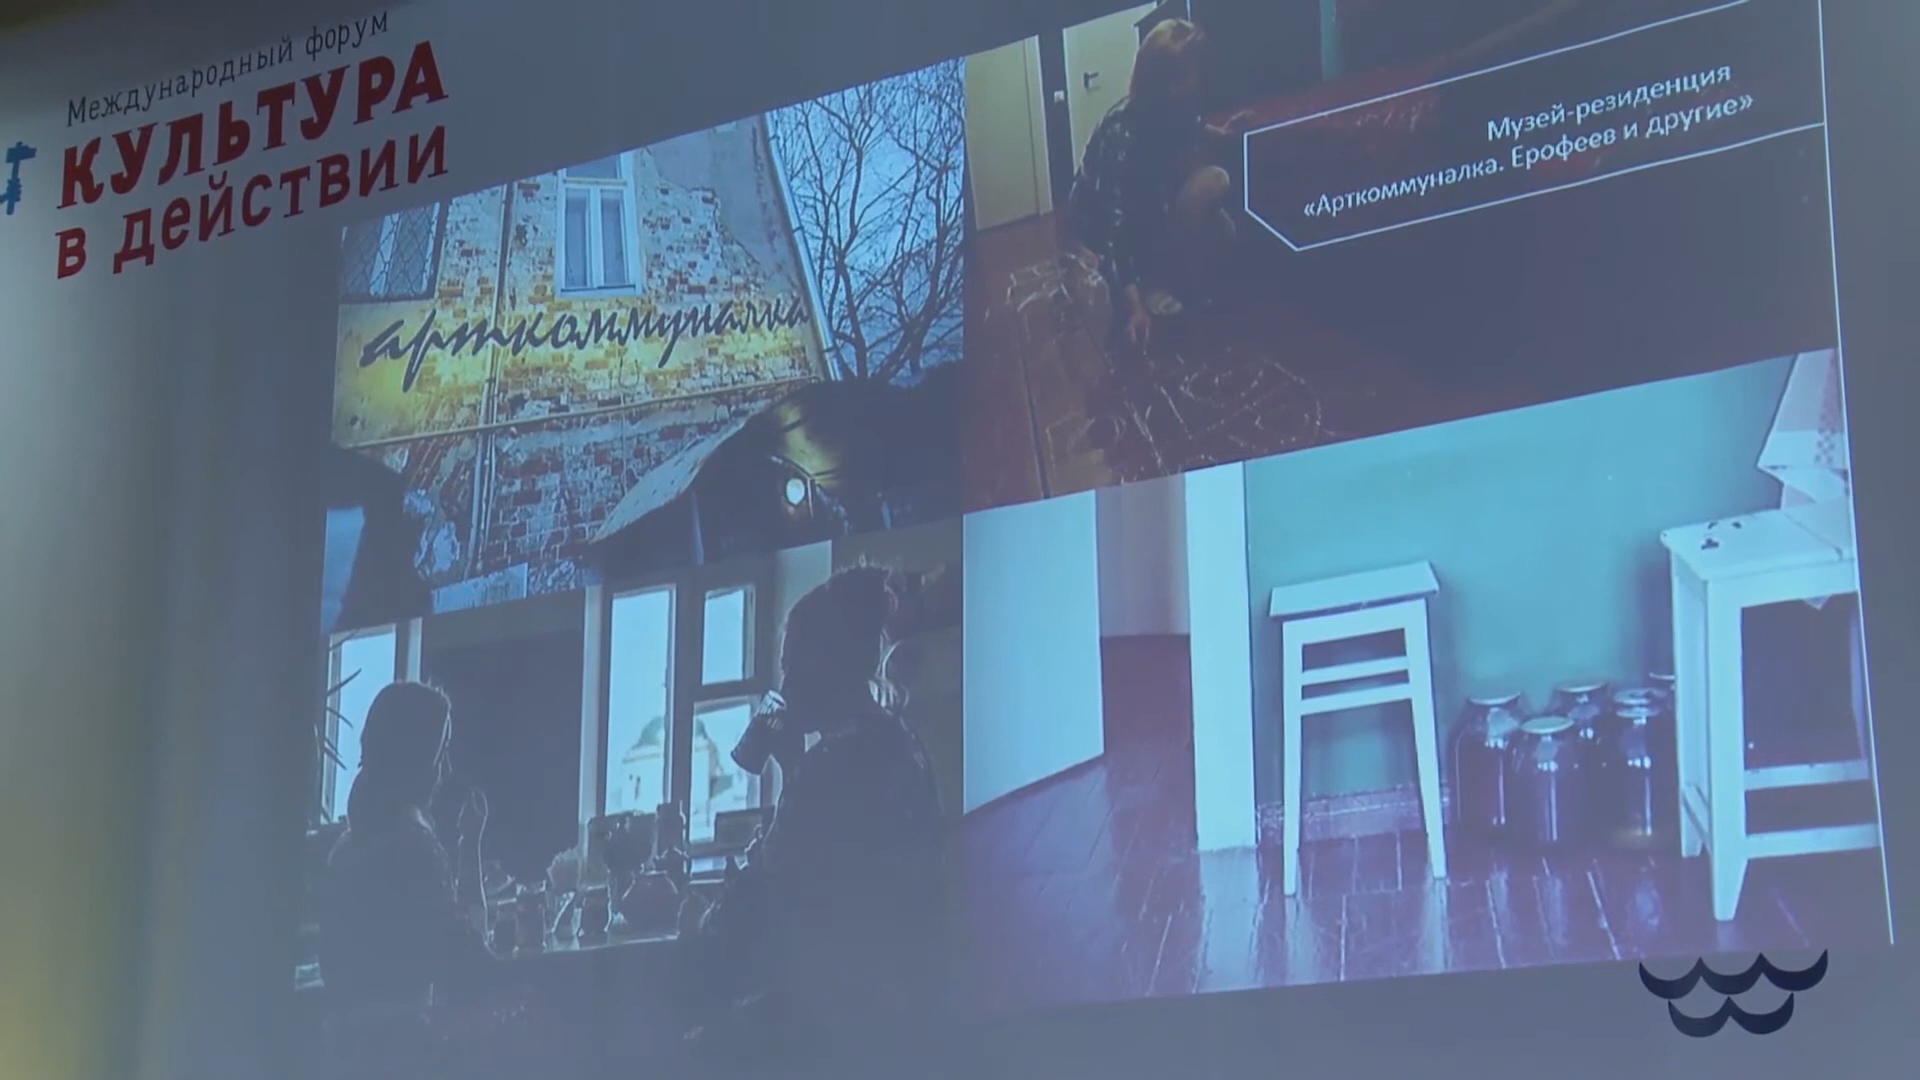 Международный форум
КУЛЬТУРА
в действии
Музей-резиденция
«Арткоммуналка. Ерофеев и другие»
арткоммуналка